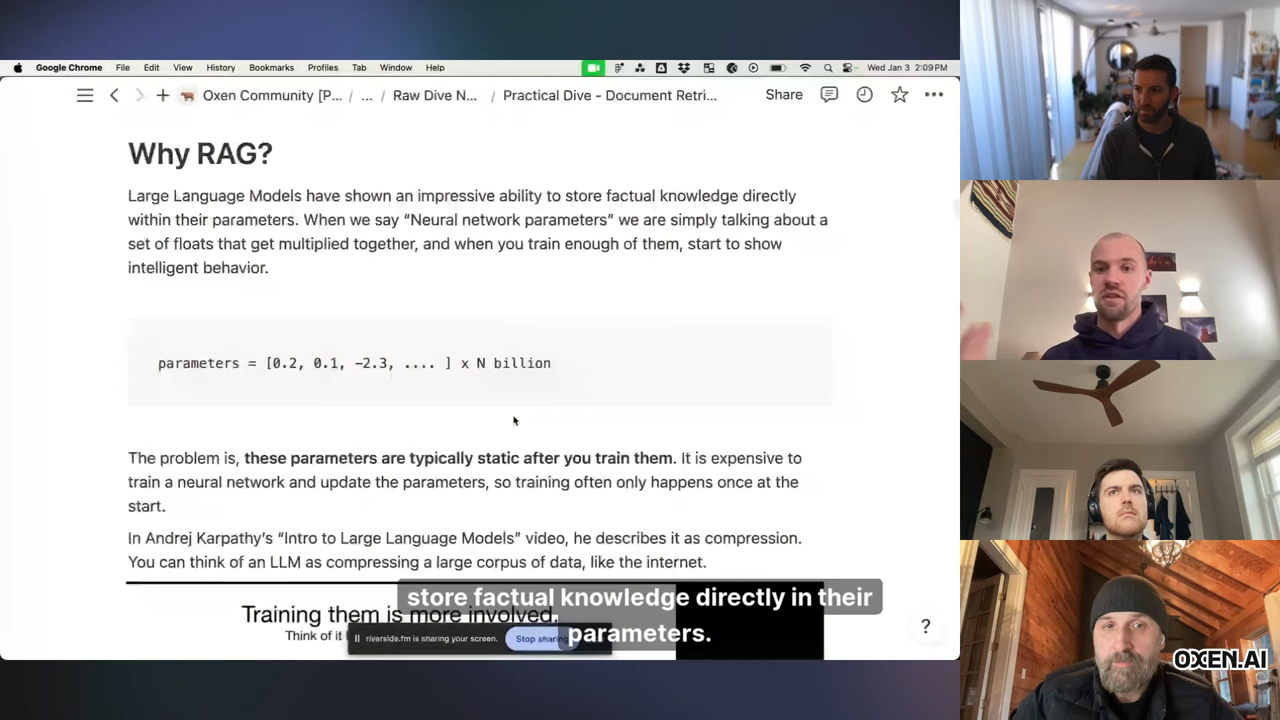 Google Chrome File Edit View History Bookmarks Profiles Tab Window Help Wed Jan 3 2:09 PM
Oxen Community [P... / ... / Raw Dive N... / Practical Dive - Document Retri... Share
Why RAG?
Large Language Models have shown an impressive ability to store factual knowledge directly
within their parameters. When we say “Neural network parameters” we are simply talking about a
set of floats that get multiplied together, and when you train enough of them, start to show
intelligent behavior.
parameters = [0.2, 0.1, -2.3, .... ] x N billion
The problem is, these parameters are typically static after you train them. It is expensive to
train a neural network and update the parameters, so training often only happens once at the
start.
In Andrej Karpathy's “Intro to Large Language Models” video, he describes it as compression.
You can think of an LLM as compressing a large corpus of data, like the internet.
Training them is more involved.
Think of it
riverside.fm is sharing your screen. Stop sharing
store factual knowledge directly in their
parameters.
?
OXEN.AI